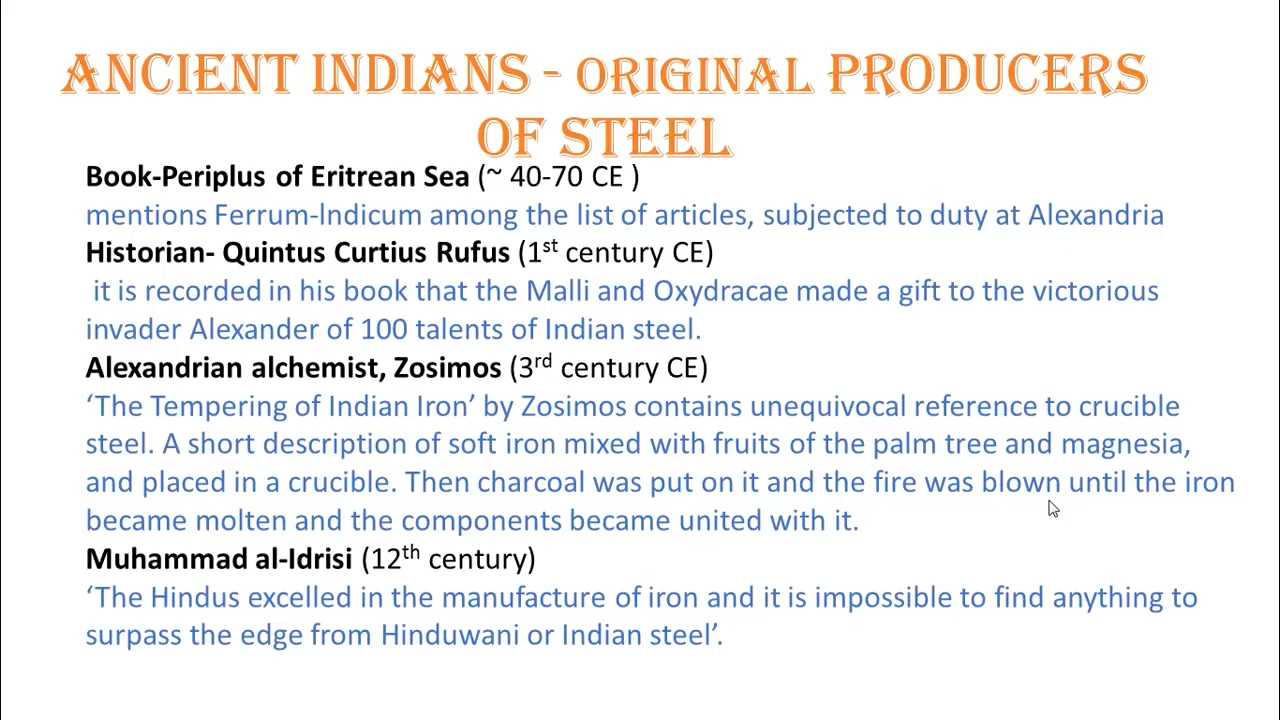 ANCIENT INDIANS - ORIGINAL PRODUCERS
OF STEEL
Book-Periplus of Eritrean Sea (~ 40-70 CE )
mentions Ferrum-Indicum among the list of articles, subjected to duty at Alexandria
Historian- Quintus Curtius Rufus (1st century CE)
it is recorded in his book that the Malli and Oxydracae made a gift to the victorious
invader Alexander of 100 talents of Indian steel.
Alexandrian alchemist, Zosimos (3rd century CE)
‘The Tempering of Indian Iron’ by Zosimos contains unequivocal reference to crucible
steel. A short description of soft iron mixed with fruits of the palm tree and magnesia,
and placed in a crucible. Then charcoal was put on it and the fire was blown until the iron
became molten and the components became united with it.
Muhammad al-Idrisi (12th century)
‘The Hindus excelled in the manufacture of iron and it is impossible to find anything to
surpass the edge from Hinduwani or Indian steel’.